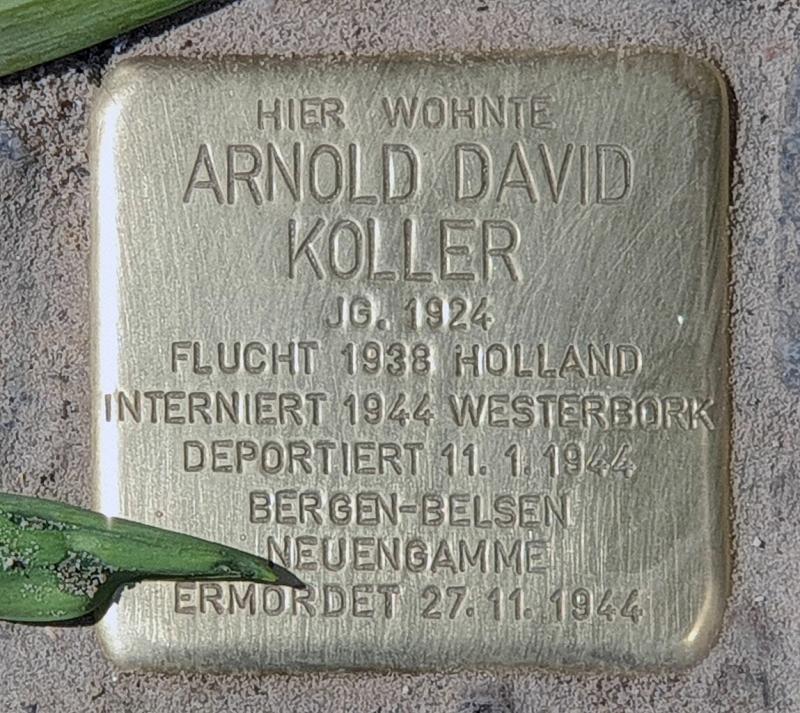 HIER WOHNTE
ARNOLD DAVID
KOLLER
JG. 1924
FLUCHT 1938 HOLLAND
INTERNIERT 1944 WESTERBORK
DEPORTIERT 11. 1. 1944
BERGEN-BELSEN
NEUENGAMME
ERMORDET 27. 11. 1944